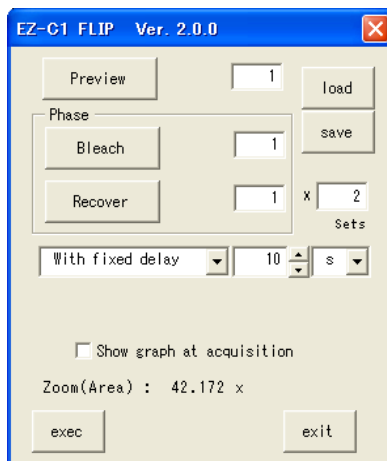 EZ-C1 FLIP Ver. 2.0.0
Preview 1 load
Phase save
Bleach 1
Recover 1 x 2
Sets
With fixed delay 10 s
Show graph at acquisition
Zoom(Area) : 42.172 x
exec exit